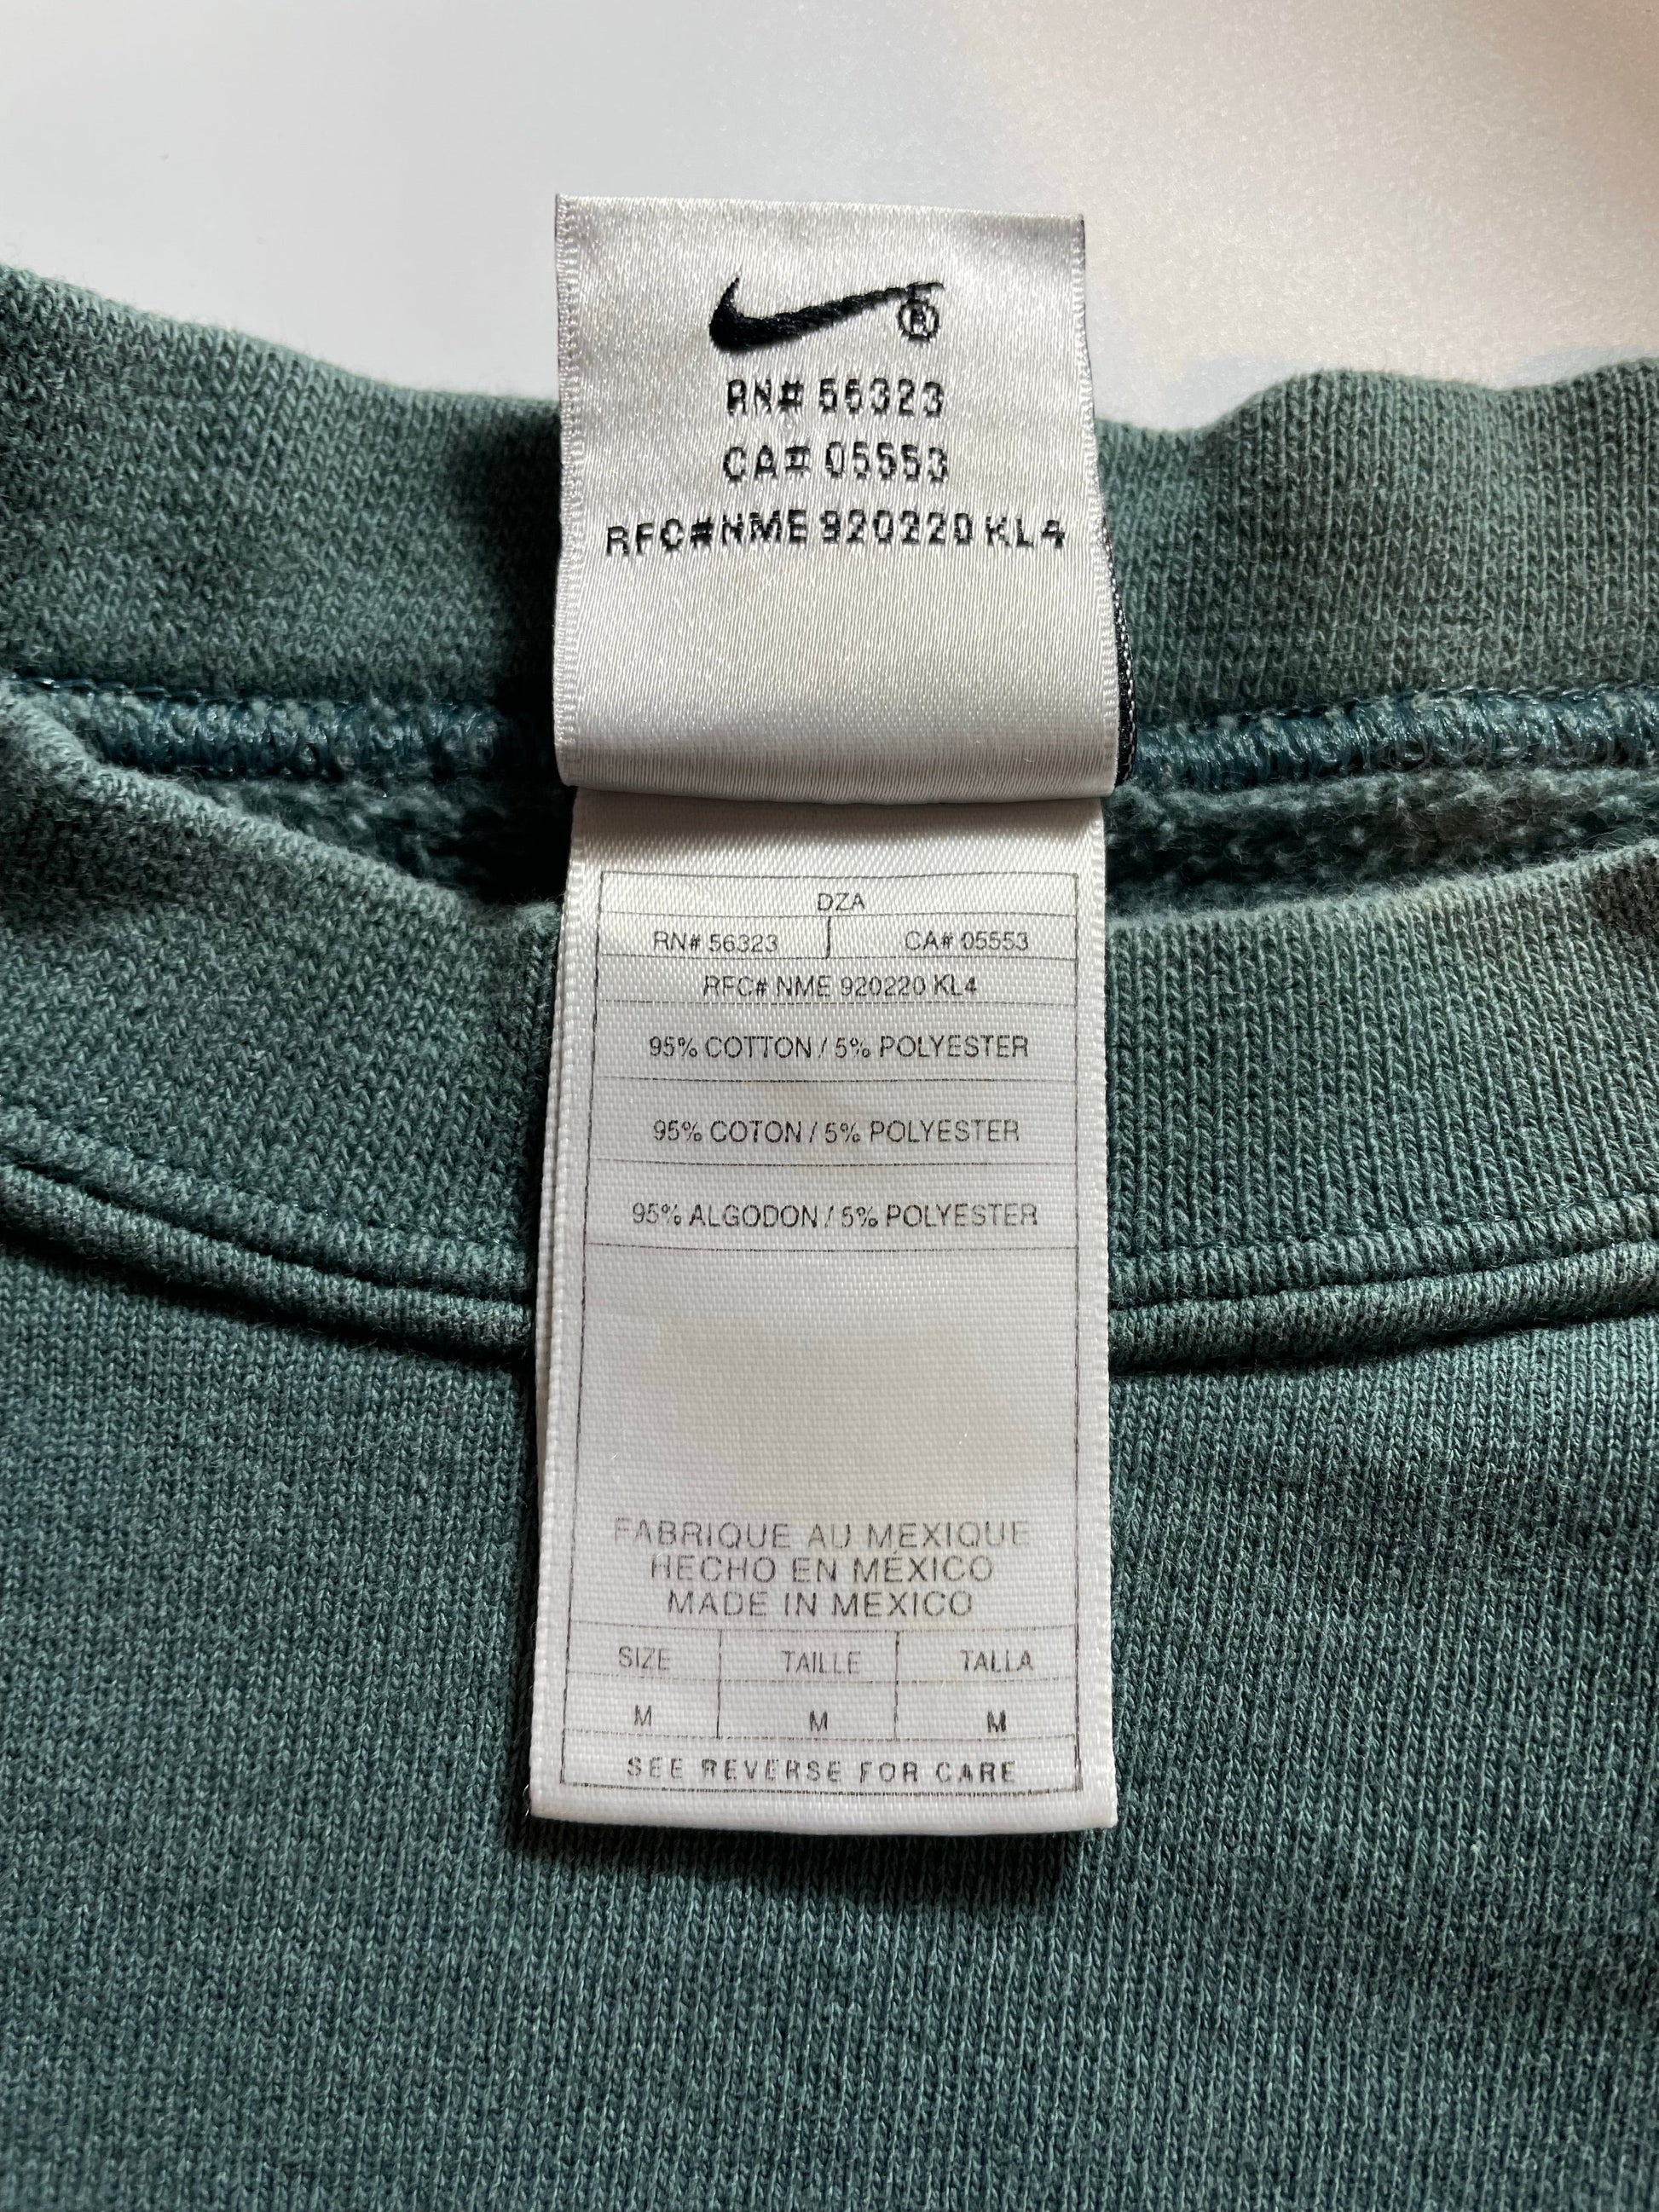 ®
RN# 56323
CA# 05553
RFC#NME 920220 KL4
DZA
RN# 56323 CA# 05553
RFC# NME 920220 KL4
95% COTTON / 5% POLYESTER
95% COTON / 5% POLYESTER
95% ALGODON / 5% POLYESTER
FABRIQUE AU MEXIQUE
HECHO EN MÉXICO
MADE IN MEXICO
SIZE TAILLE TALLA
M M M
SEE REVERSE FOR CARE